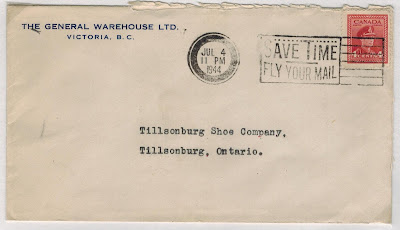 THE GENERAL WAREHOUSE LTD.
VICTORIA, B.C.
JUL 4
11 PM
1944
SAVE TIME
FLY YOUR MAIL
CANADA
Tillsonburg Shoe Company,
Tillsonburg, Ontario.